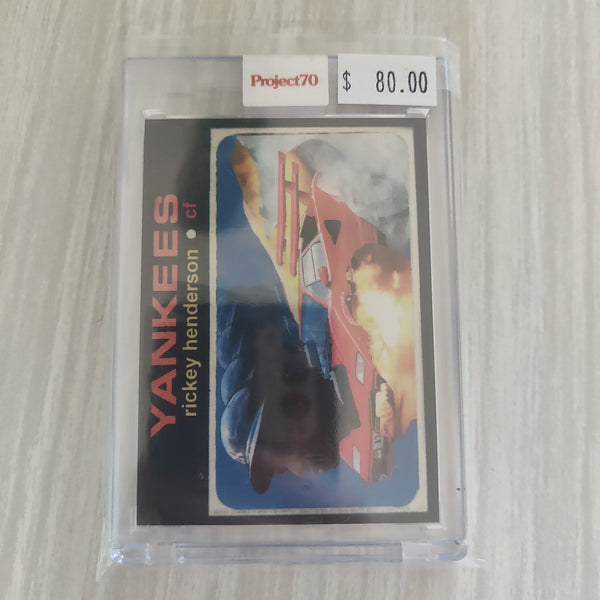 Project70
$ 80.00
YANKEES
rickey henderson • cf